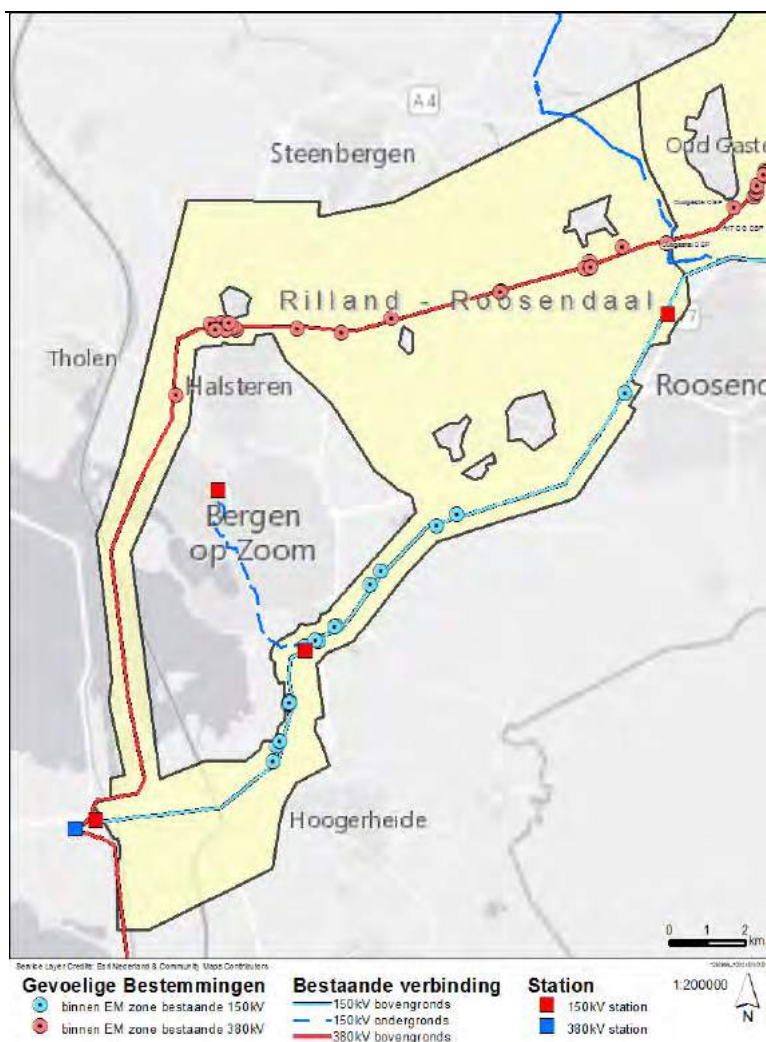 A4
Steenbergen
Oud Gaste
Rilland - Roosendaal
Tholen
Halsteren
7
Roosend
Bergen
op Zoom
Hoogerheide
0 1 2
km
Service Layer Credits: Esri Nederland & Community Maps Contributors
Gevoelige Bestemmingen
binnen EM zone bestaande 150kV
binnen EM zone bestaande 380kV
Bestaande verbinding
150kV bovengronds
150kV ondergronds
380kV bovengronds
Station
150kV station
380kV station
1:200000
N